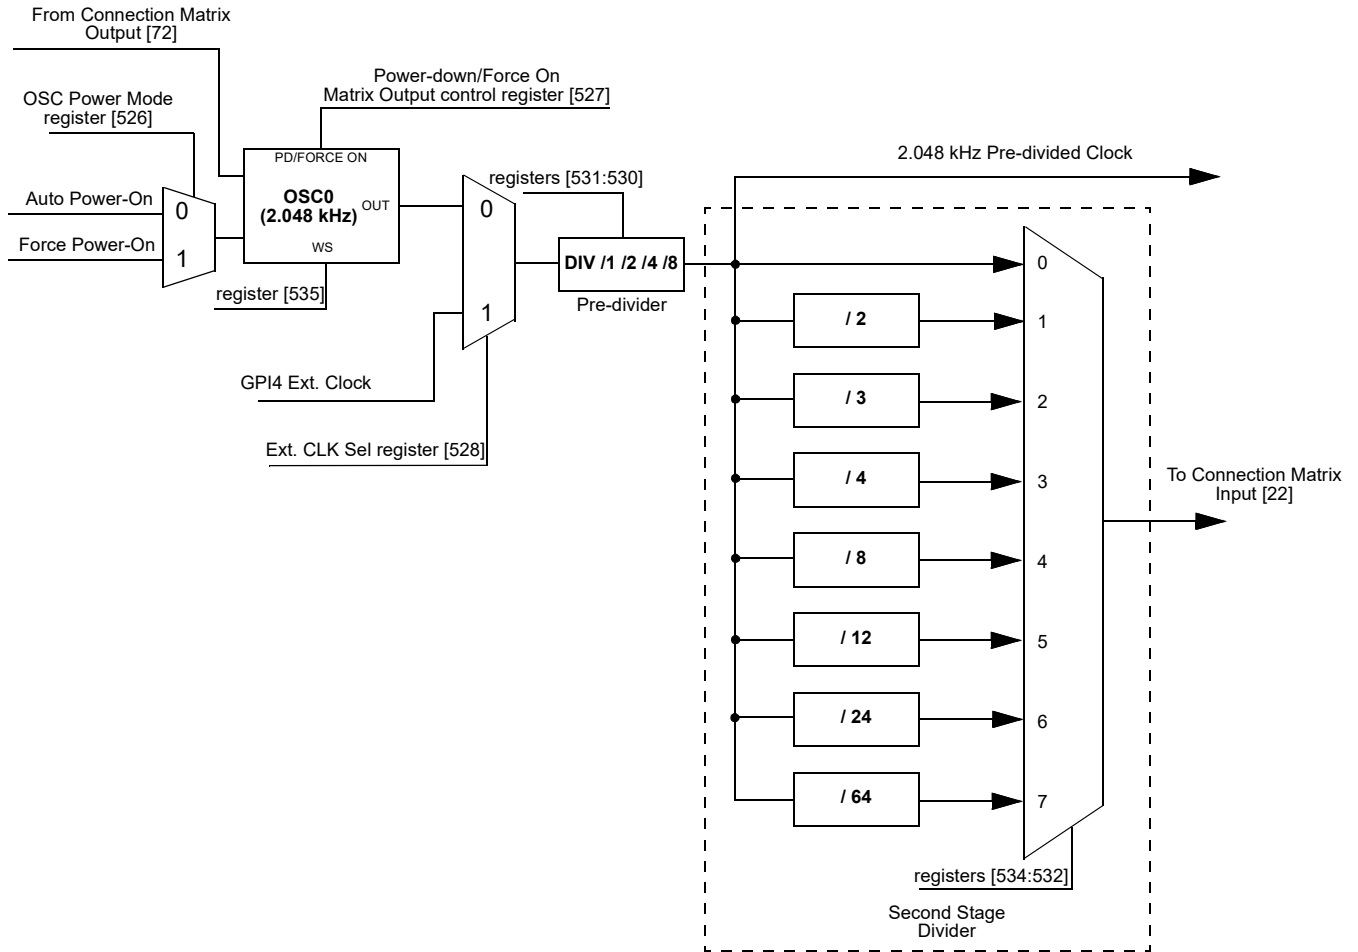 From Connection Matrix
Output [72]
Power-down/Force On
Matrix Output control register [527]
OSC Power Mode
register [526]
PD/FORCE ON
OSC0
(2.048 kHz)
OUT
WS
Auto Power-On
Force Power-On
0
1
register [535]
0
1
GPI4 Ext. Clock
Ext. CLK Sel register [528]
registers [531:530]
DIV /1 /2 /4 /8
Pre-divider
2.048 kHz Pre-divided Clock
0
/ 2
1
/ 3
2
/ 4
3
/ 8
4
/ 12
5
/ 24
6
/ 64
7
To Connection Matrix
Input [22]
registers [534:532]
Second Stage
Divider